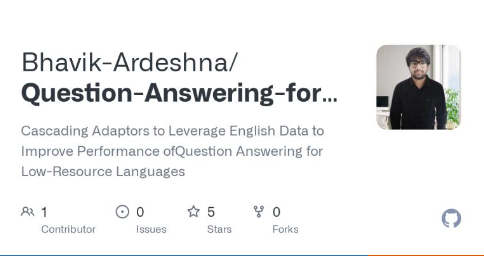 Bhavik-Ardeshna/
Question-Answering-for...
Cascading Adaptors to Leverage English Data to
Improve Performance ofQuestion Answering for
Low-Resource Languages
1 0 5 0
Contributor Issues Stars Forks